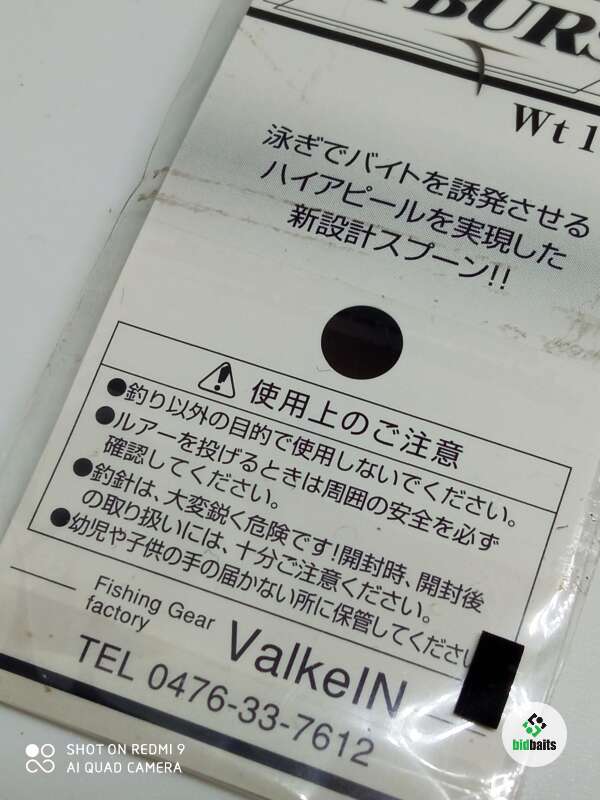 Wt 1
泳ぎでバイトを誘発させる
ハイアピールを実現した
新設計スプーン!!
使用上のご注意
●釣り以外の目的で使用しないでください。
●ルアーを投げるときは周囲の安全を必ず
確認してください。
●釣針は、大変鋭く危険です!開封時、開封後
の取り扱いには、十分ご注意ください。
●幼児や子供の手の届かない所に保管してくださ
Fishing Gear
factory
ValkeIN
TEL 0476-33-7612
SHOT ON REDMI 9
AI QUAD CAMERA
bidbaits